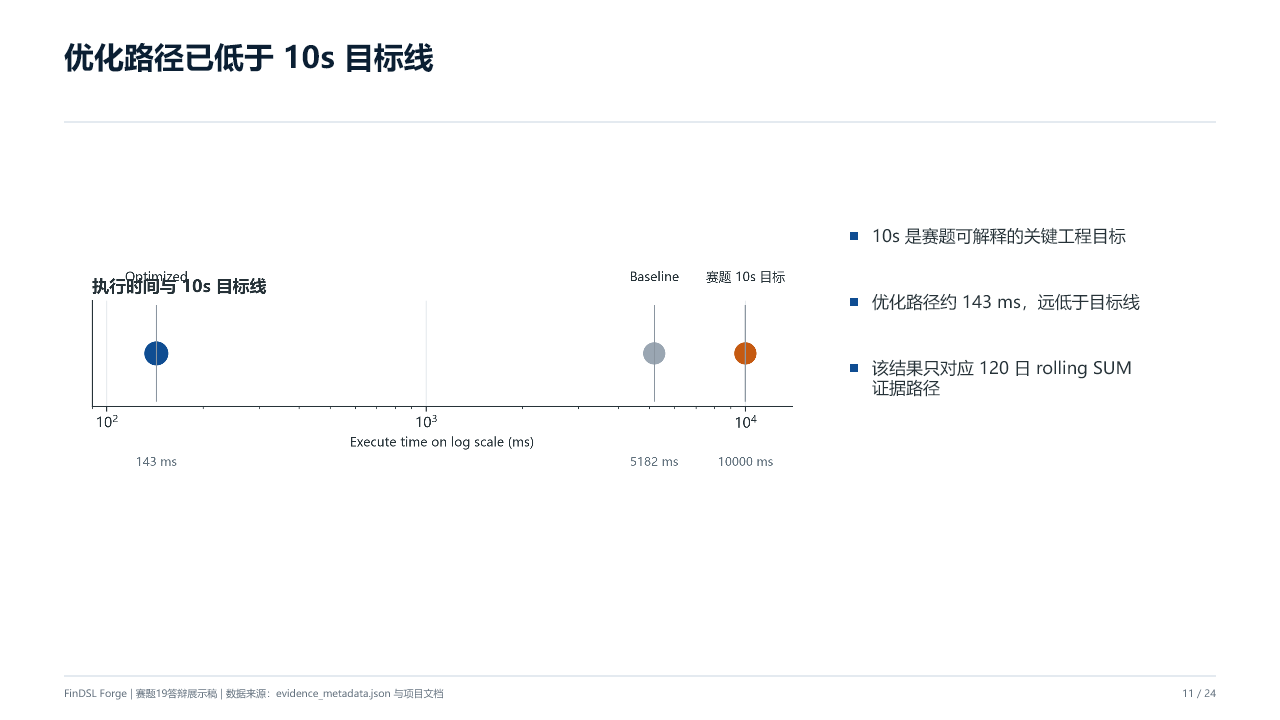 优化路径已低于 10s 目标线
Optimized
执行时间与 10s 目标线
Baseline
赛题 10s 目标
10²
10³
10⁴
Execute time on log scale (ms)
143 ms
5182 ms
10000 ms
10s 是赛题可解释的关键工程目标
优化路径约 143 ms，远低于目标线
该结果只对应 120 日 rolling SUM
证据路径
FinDSL Forge | 赛题19答辩展示稿 | 数据来源：evidence_metadata.json 与项目文档
11 / 24